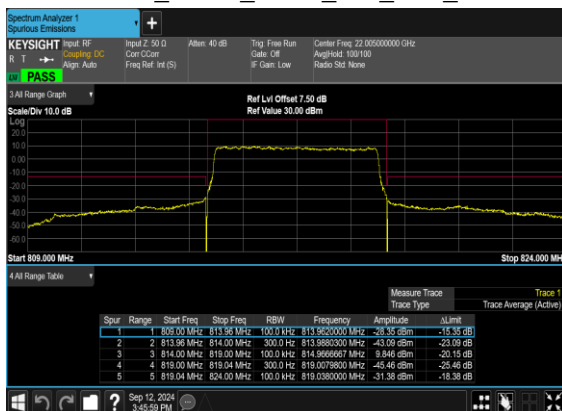 Spectrum Analyzer 1
Spurious Emissions
KEYSIGHT Input: RF Input Z: 50 Ω Atten: 40 dB Trig: Free Run Center Freq: 22.005000000 GHz
R T Coupling: DC Corr CCorr Gate: Off Avg|Hold: 100/100
Align: Auto Freq Ref: Int (S) IF Gain: Low Radio Std: None
PASS
3 All Range Graph
Ref Lvl Offset 7.50 dB
Scale/Div 10.0 dB Ref Value 30.00 dBm
Log
20.0
10.0
0.00
-10.0
-20.0
-30.0
-40.0
-50.0
-60.0
Start 809.000 MHz Stop 824.000 MHz
4 All Range Table
Measure Trace Trace 1
Trace Type Trace Average (Active)
Spur Range Start Freq Stop Freq RBW Frequency Amplitude ΔLimit
1 1 809.00 MHz 813.96 MHz 100.0 kHz 813.9620000 MHz -28.35 dBm -15.35 dB
2 2 813.96 MHz 814.00 MHz 300.0 Hz 813.9880300 MHz -43.09 dBm -23.09 dB
3 3 814.00 MHz 819.00 MHz 100.0 kHz 814.9666667 MHz 9.846 dBm -20.15 dB
4 4 819.00 MHz 819.04 MHz 300.0 Hz 819.0079800 MHz -45.46 dBm -25.46 dB
5 5 819.04 MHz 824.00 MHz 100.0 kHz 819.0380000 MHz -31.38 dBm -18.38 dB
Sep 12, 2024
3:45:59 PM